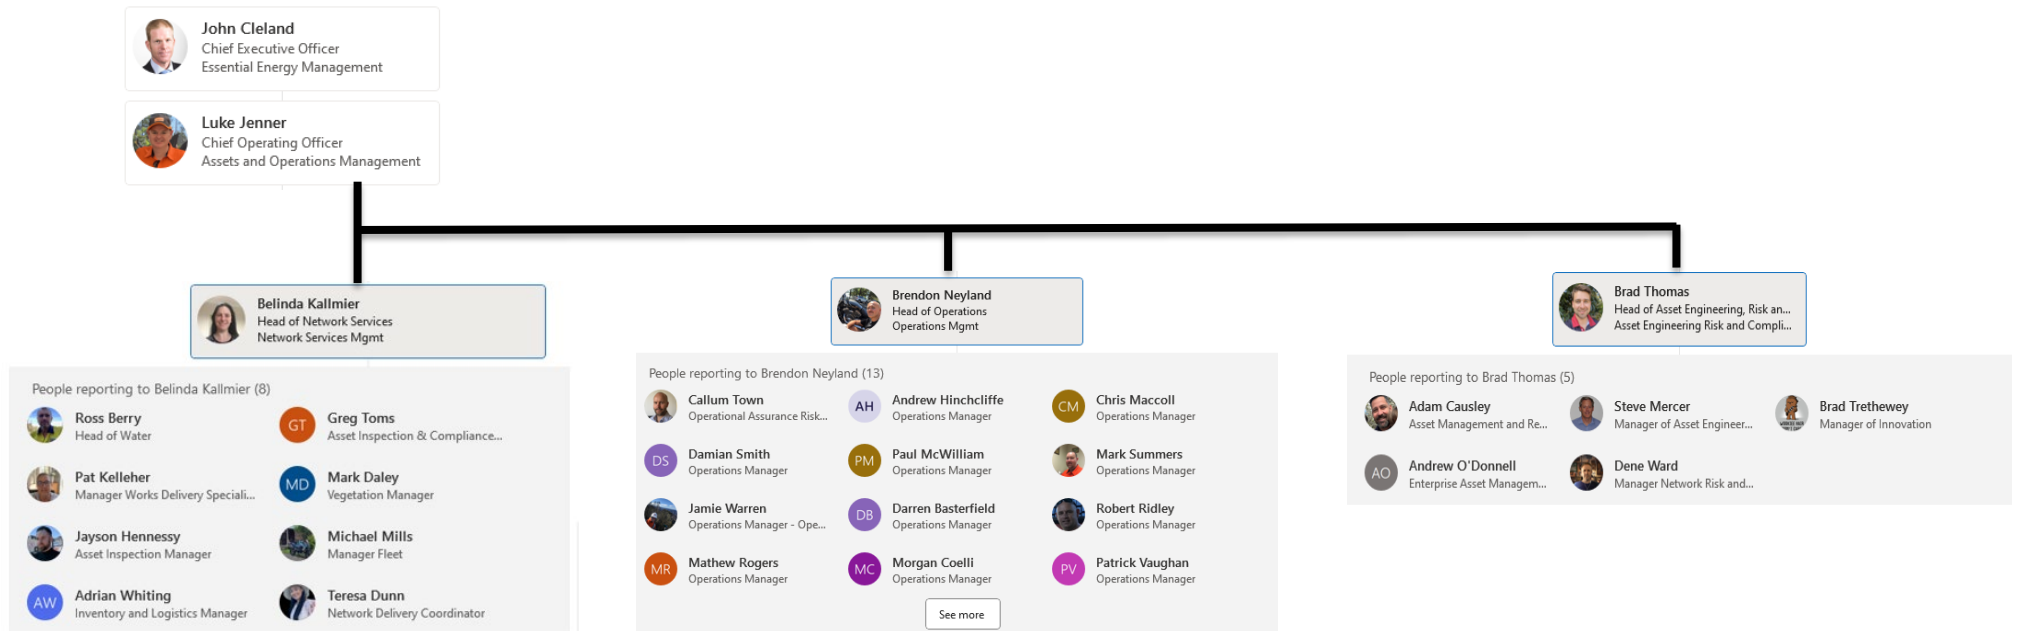 John Cleland
Chief Executive Officer
Essential Energy Management
Luke Jenner
Chief Operating Officer
Assets and Operations Management
Belinda Kallmier
Head of Network Services
Network Services Mgmt
People reporting to Belinda Kallmier (8)
Ross Berry
Head of Water
GT
Greg Toms
Asset Inspection & Compliance...
Pat Kelleher
Manager Works Delivery Speciali...
MD
Mark Daley
Vegetation Manager
Jayson Hennessy
Asset Inspection Manager
Michael Mills
Manager Fleet
AW
Adrian Whiting
Inventory and Logistics Manager
Teresa Dunn
Network Delivery Coordinator
Brendon Neyland
Head of Operations
Operations Mgmt
People reporting to Brendon Neyland (13)
Callum Town
Operational Assurance Risk...
AH
Andrew Hinchcliffe
Operations Manager
CM
Chris Maccoll
Operations Manager
DS
Damian Smith
Operations Manager
PM
Paul McWilliam
Operations Manager
Mark Summers
Operations Manager
Jamie Warren
Operations Manager - Ope...
DB
Darren Basterfield
Operations Manager
Robert Ridley
Operations Manager
MR
Mathew Rogers
Operations Manager
MC
Morgan Coelli
Operations Manager
PV
Patrick Vaughan
Operations Manager
See more
Brad Thomas
Head of Asset Engineering, Risk an...
Asset Engineering Risk and Compli...
People reporting to Brad Thomas (5)
Adam Causley
Asset Management and Re...
Steve Mercer
Manager of Asset Engineer...
Brad Trethewey
Manager of Innovation
AO
Andrew O'Donnell
Enterprise Asset Managem...
Dene Ward
Manager Network Risk and...